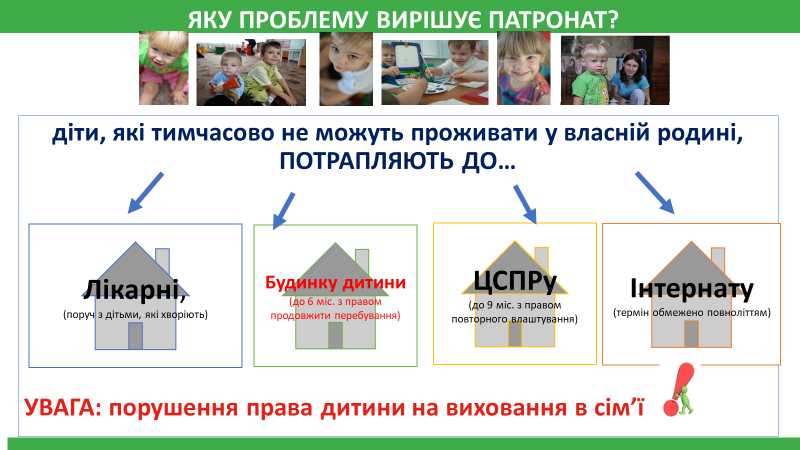 ЯКУ ПРОБЛЕМУ ВИРІШУЄ ПАТРОНАТ?
діти, які тимчасово не можуть проживати у власній родині,
ПОТРАПЛЯЮТЬ ДО...
Лікарні,
(поруч з дітьми, які хворіють)
Будинку дитини
(до 6 міс. з правом
продовжити перебування)
ЦСПРу
(до 9 міс. з правом
повторного влаштування)
Інтернату
(термін обмежено повноліттям)
УВАГА: порушення права дитини на виховання в сім’ї